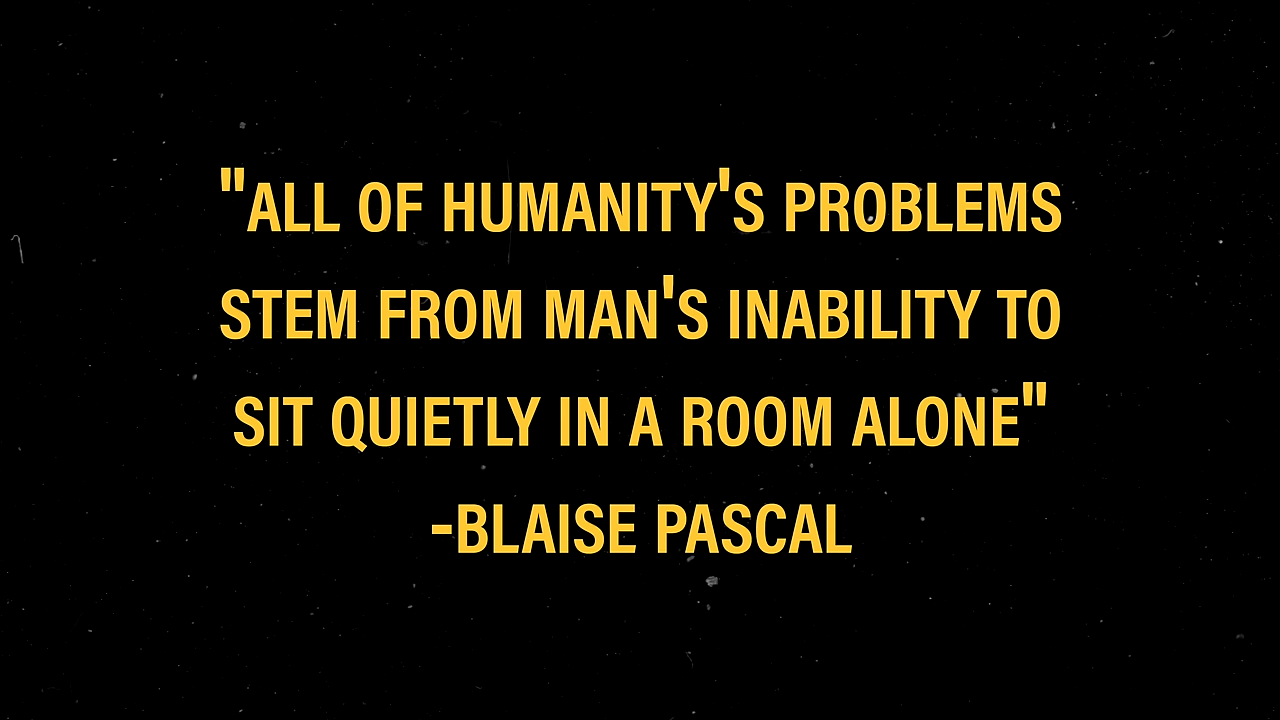 "ALL OF HUMANITY'S PROBLEMS
STEM FROM MAN'S INABILITY TO
SIT QUIETLY IN A ROOM ALONE"
-BLAISE PASCAL